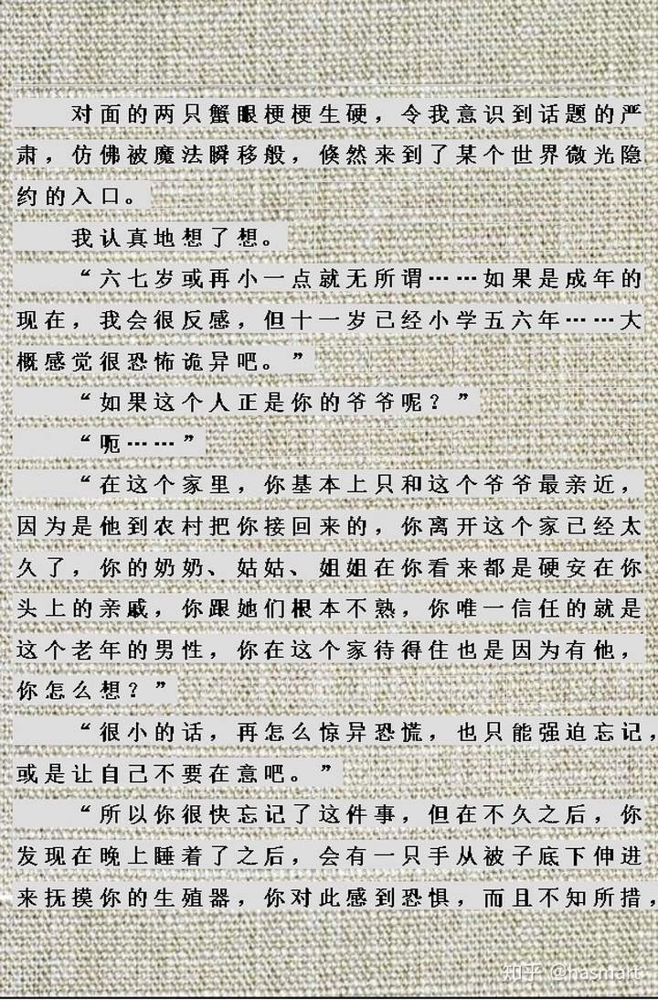 对面的两只蟹眼梗梗生硬，令我意识到话题的严
肃，仿佛被魔法瞬移般，倏然来到了某个世界微光隐
约的入口。
我认真地想了想。
“六七岁或再小一点就无所谓……如果是成年的
现在，我会很反感，但十一岁已经小学五六年……大
概感觉很恐怖诡异吧。”
“如果这个人正是你的爷爷呢？”
“呃……”
“在这个家里，你基本上只和这个爷爷最亲近，
因为是他到农村把你接回来的，你离开这个家已经太
久了，你的奶奶、姑姑、姐姐在你看来都是硬安在你
头上的亲戚，你跟她们根本不熟，你唯一信任的就是
这个老年的男性，你在这个家待得住也是因为有他，
你怎么想？”
“很小的话，再怎么惊异恐慌，也只能强迫忘记，
或是让自己不要在意吧。”
“所以你很快忘记了这件事，但在不久之后，你
发现在晚上睡着了之后，会有一只手从被子底下伸进
来抚摸你的生殖器，你对此感到恐惧，而且不知所措，
知乎 @hasmart